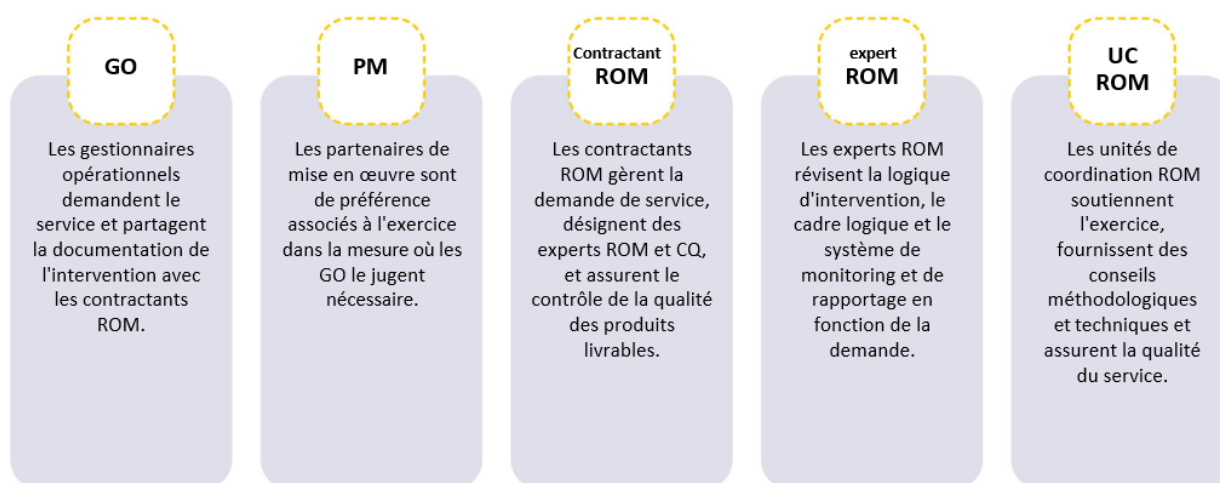 GO
Les gestionnaires
opérationnels
demandent le
service et partagent
la documentation de
l'intervention avec
les contractants
ROM.
PM
Les partenaires de
mise en œuvre sont
de préférence
associés à l'exercice
dans la mesure où les
GO le jugent
nécessaire.
Contractant
ROM
Les contractants
ROM gèrent la
demande de service,
désignent des
experts ROM et CQ,
et assurent le
contrôle de la qualité
des produits
livrables.
expert
ROM
Les experts ROM
révisent la logique
d'intervention, le
cadre logique et le
système de
monitoring et de
rapportage en
fonction de la
demande.
UC
ROM
Les unités de
coordination ROM
soutiennent
l'exercice,
fournissent des
conseils
méthodologiques
et techniques et
assurent la qualité
du service.